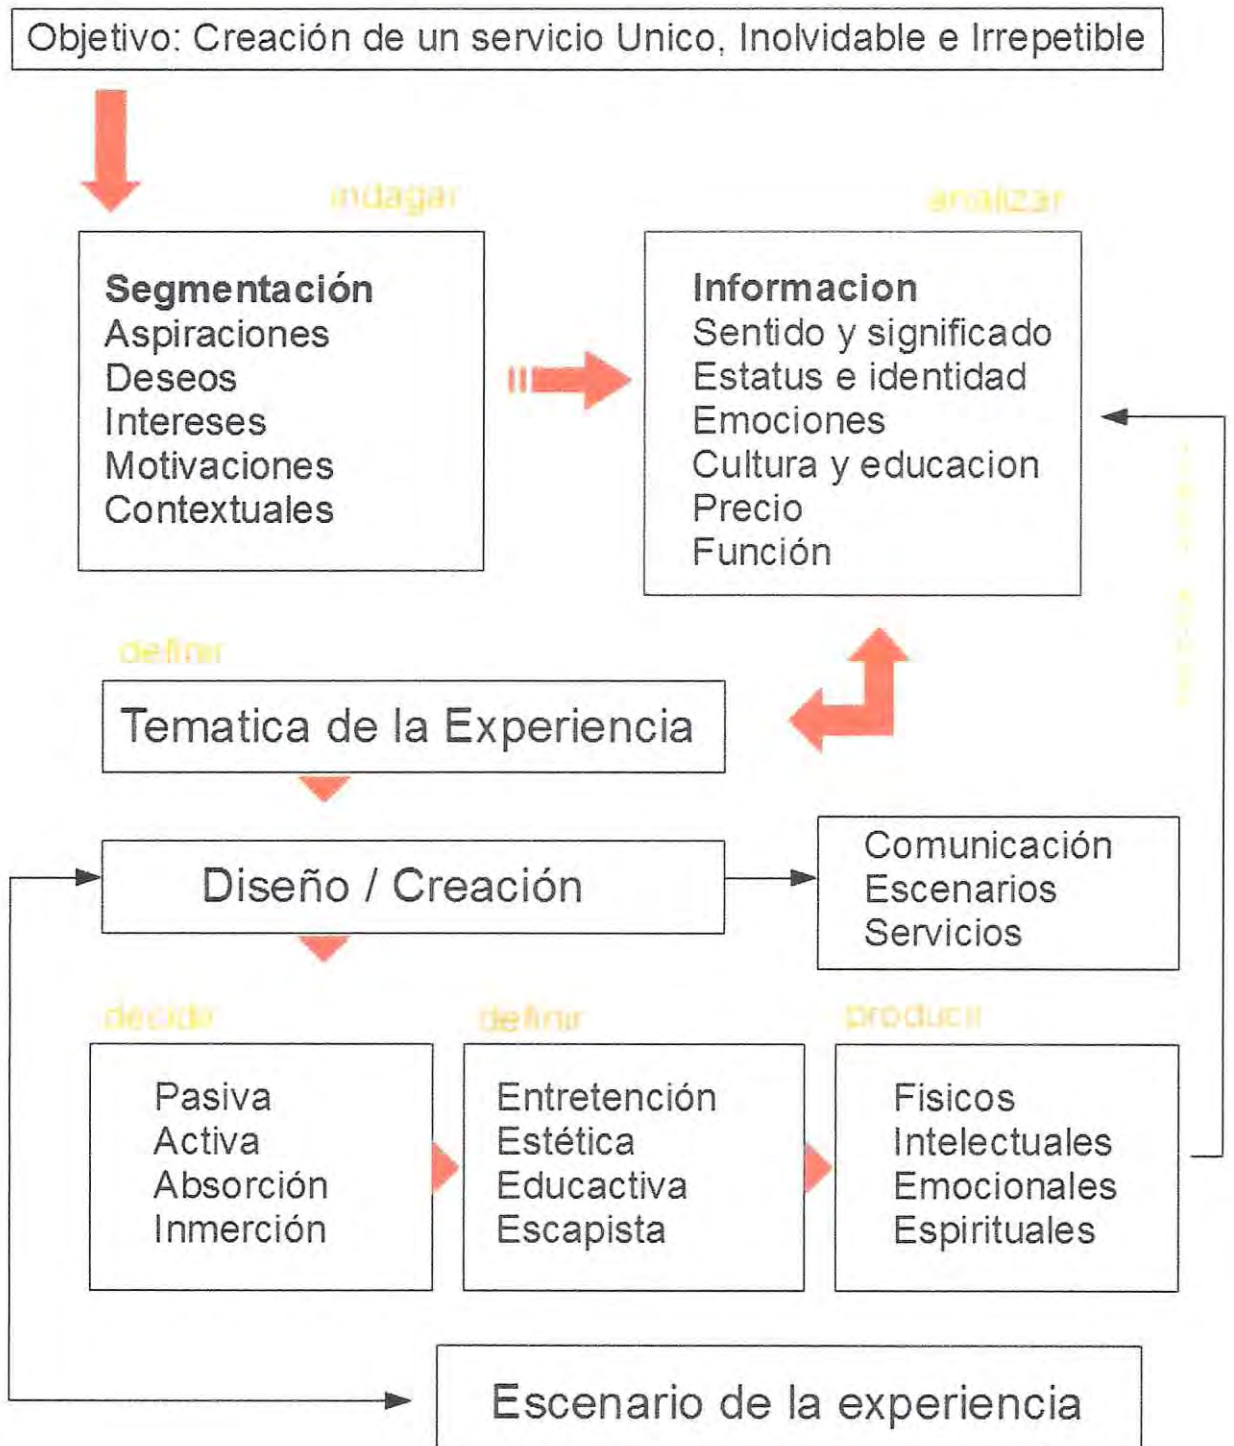 Objetivo: Creación de un servicio Unico, Inolvidable e Irrepetible
indagar
Segmentación
Aspiraciones
Deseos
Intereses
Motivaciones
Contextuales
analizar
Informacion
Sentido y significado
Estatus e identidad
Emociones
Cultura y educacion
Precio
Función
definir
Tematica de la Experiencia
Diseño / Creación
Comunicación
Escenarios
Servicios
decidir
Pasiva
Activa
Absorción
Inmerción
definir
Entretención
Estética
Educactiva
Escapista
producir
Fisicos
Intelectuales
Emocionales
Espirituales
Escenario de la experiencia